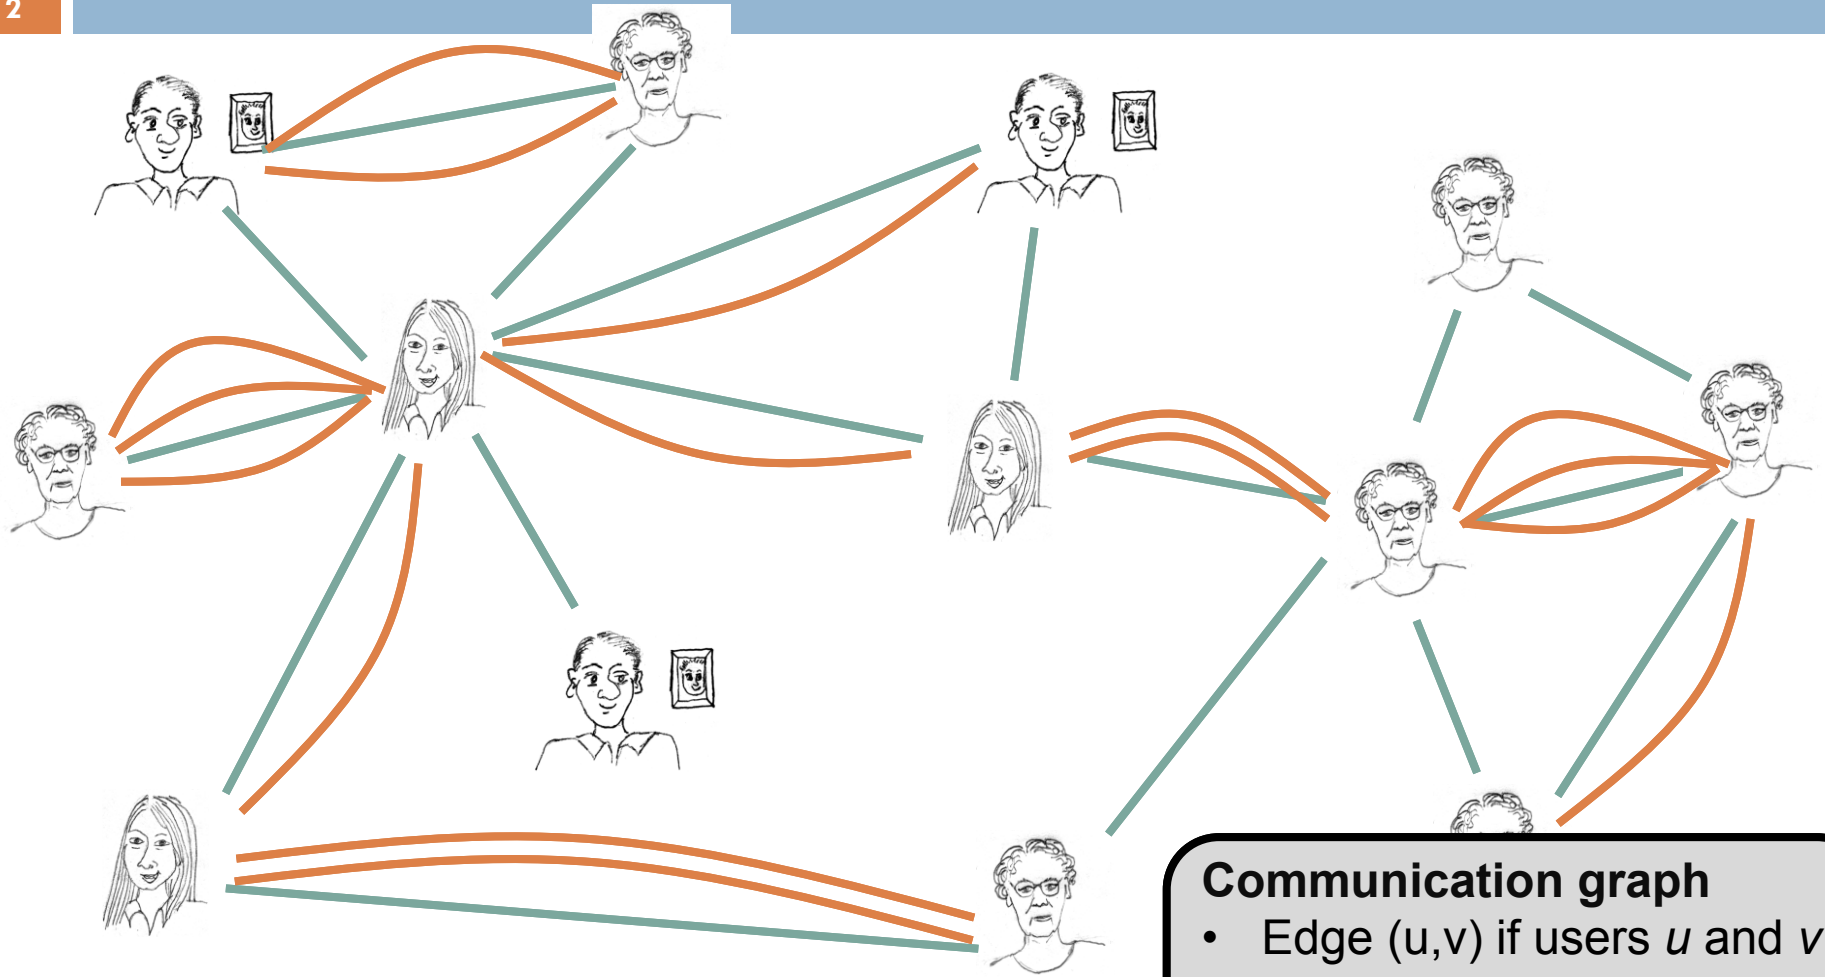 2
Communication graph
• Edge (u,v) if users u and v